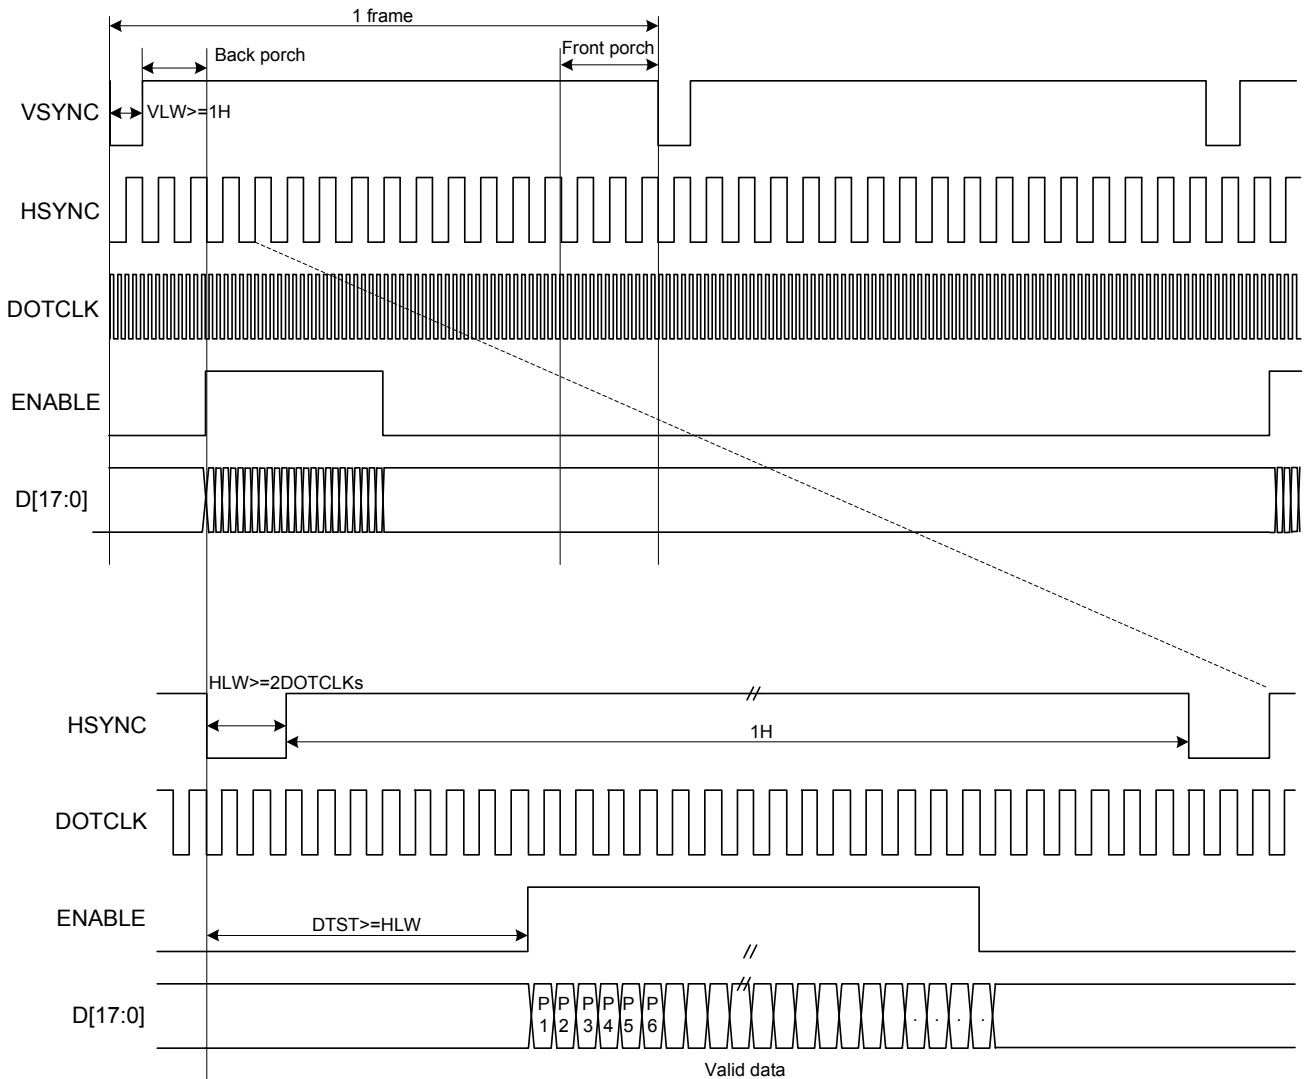 1 frame
Back porch
Front porch
VSYNC
VLW>=1H
HSYNC
DOTCLK
ENABLE
D[17:0]
HLW>=2DOTCLKs
HSYNC
//
1H
DOTCLK
ENABLE
DTST>=HLW
//
//
D[17:0]
P1 P2 P3 P4 P5 P6 . . . .
Valid data